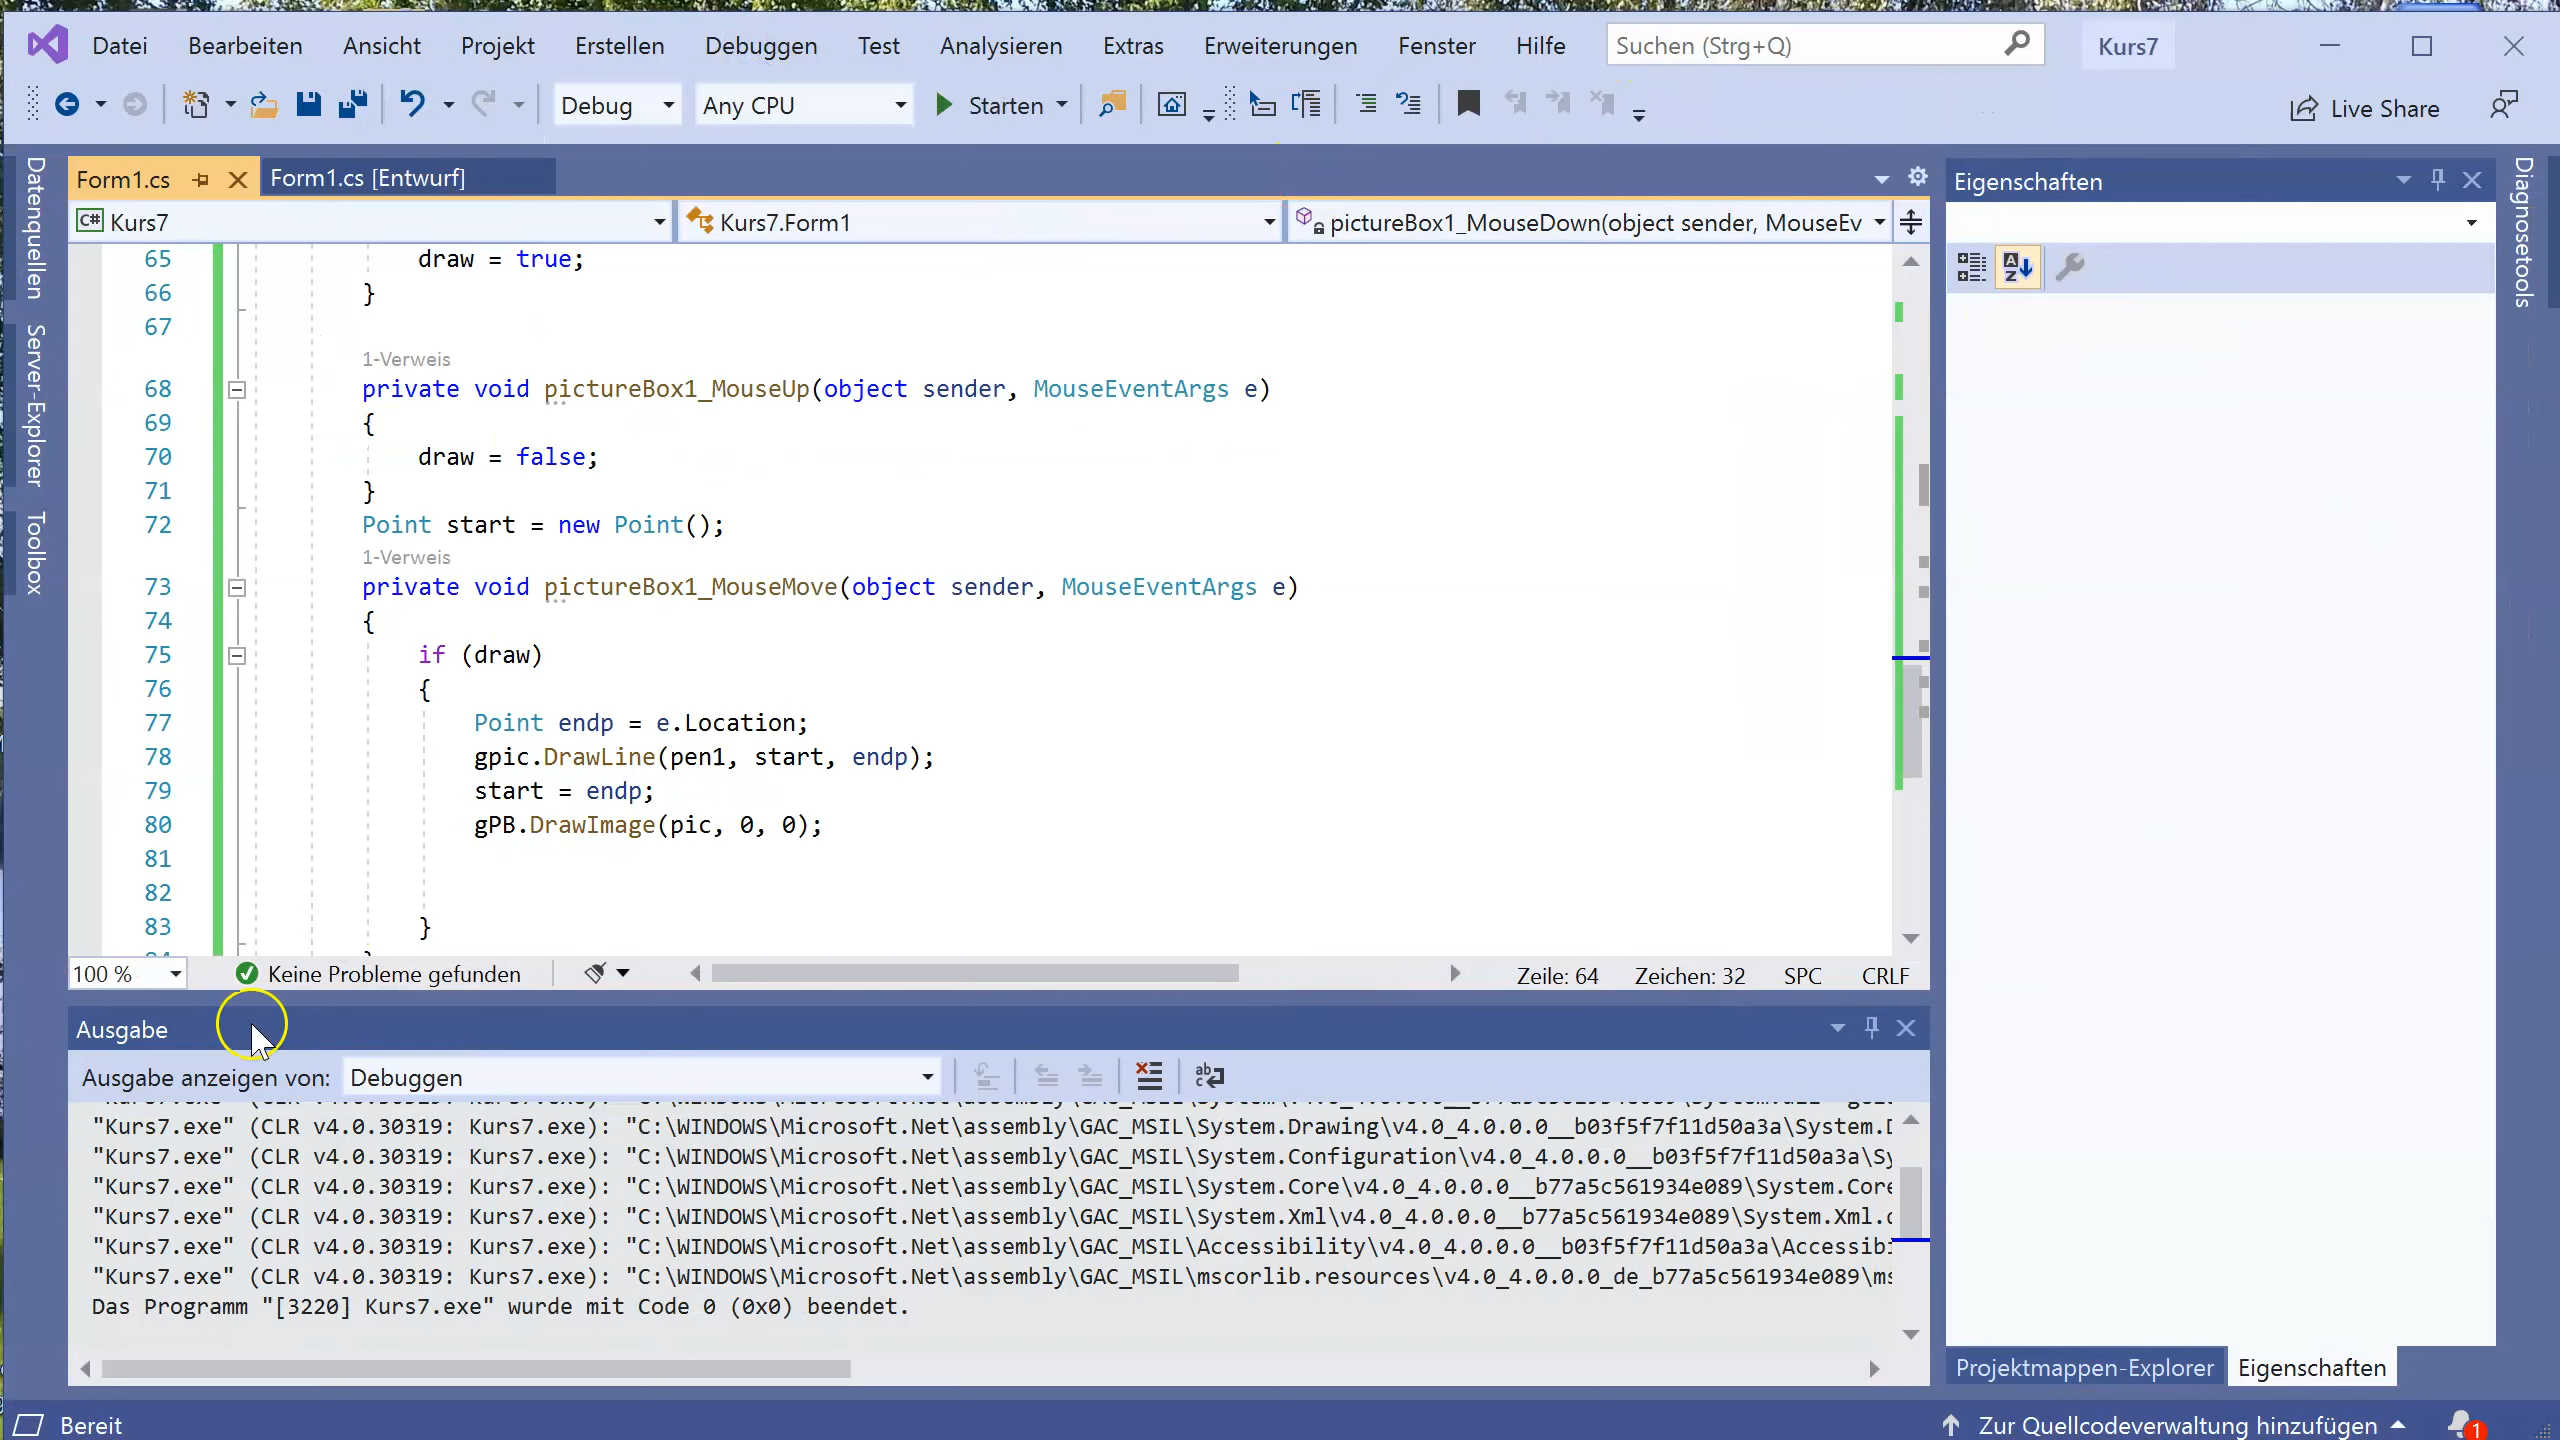 Datei Bearbeiten Ansicht Projekt Erstellen Debuggen Test Analysieren Extras Erweiterungen Fenster Hilfe Suchen (Strg+Q) Kurs7
Debug Any CPU Starten Live Share
Datenquellen
Server-Explorer
Toolbox
Form1.cs Form1.cs [Entwurf]
C# Kurs7 Kurs7.Form1 pictureBox1_MouseDown(object sender, MouseEv
65 draw = true;
66 }
67
1-Verweis
68 private void pictureBox1_MouseUp(object sender, MouseEventArgs e)
69 {
70 draw = false;
71 }
72 Point start = new Point();
1-Verweis
73 private void pictureBox1_MouseMove(object sender, MouseEventArgs e)
74 {
75 if (draw)
76 {
77 Point endp = e.Location;
78 gpic.DrawLine(pen1, start, endp);
79 start = endp;
80 gPB.DrawImage(pic, 0, 0);
81
82
83 }
100 % Keine Probleme gefunden Zeile: 64 Zeichen: 32 SPC CRLF
Ausgabe
Ausgabe anzeigen von: Debuggen
"Kurs7.exe" (CLR v4.0.30319: Kurs7.exe): "C:\WINDOWS\Microsoft.Net\assembly\GAC_MSIL\System.Drawing\v4.0_4.0.0.0__b03f5f7f11d50a3a\System.D
"Kurs7.exe" (CLR v4.0.30319: Kurs7.exe): "C:\WINDOWS\Microsoft.Net\assembly\GAC_MSIL\System.Configuration\v4.0_4.0.0.0__b03f5f7f11d50a3a\Sy
"Kurs7.exe" (CLR v4.0.30319: Kurs7.exe): "C:\WINDOWS\Microsoft.Net\assembly\GAC_MSIL\System.Core\v4.0_4.0.0.0__b77a5c561934e089\System.Core
"Kurs7.exe" (CLR v4.0.30319: Kurs7.exe): "C:\WINDOWS\Microsoft.Net\assembly\GAC_MSIL\System.Xml\v4.0_4.0.0.0__b77a5c561934e089\System.Xml.d
"Kurs7.exe" (CLR v4.0.30319: Kurs7.exe): "C:\WINDOWS\Microsoft.Net\assembly\GAC_MSIL\Accessibility\v4.0_4.0.0.0__b03f5f7f11d50a3a\Accessibi
"Kurs7.exe" (CLR v4.0.30319: Kurs7.exe): "C:\WINDOWS\Microsoft.Net\assembly\GAC_MSIL\mscorlib.resources\v4.0_4.0.0.0_de_b77a5c561934e089\ms
Das Programm "[3220] Kurs7.exe" wurde mit Code 0 (0x0) beendet.
Eigenschaften
Diagnosetools
Projektmappen-Explorer Eigenschaften
Bereit Zur Quellcodeverwaltung hinzufügen 1